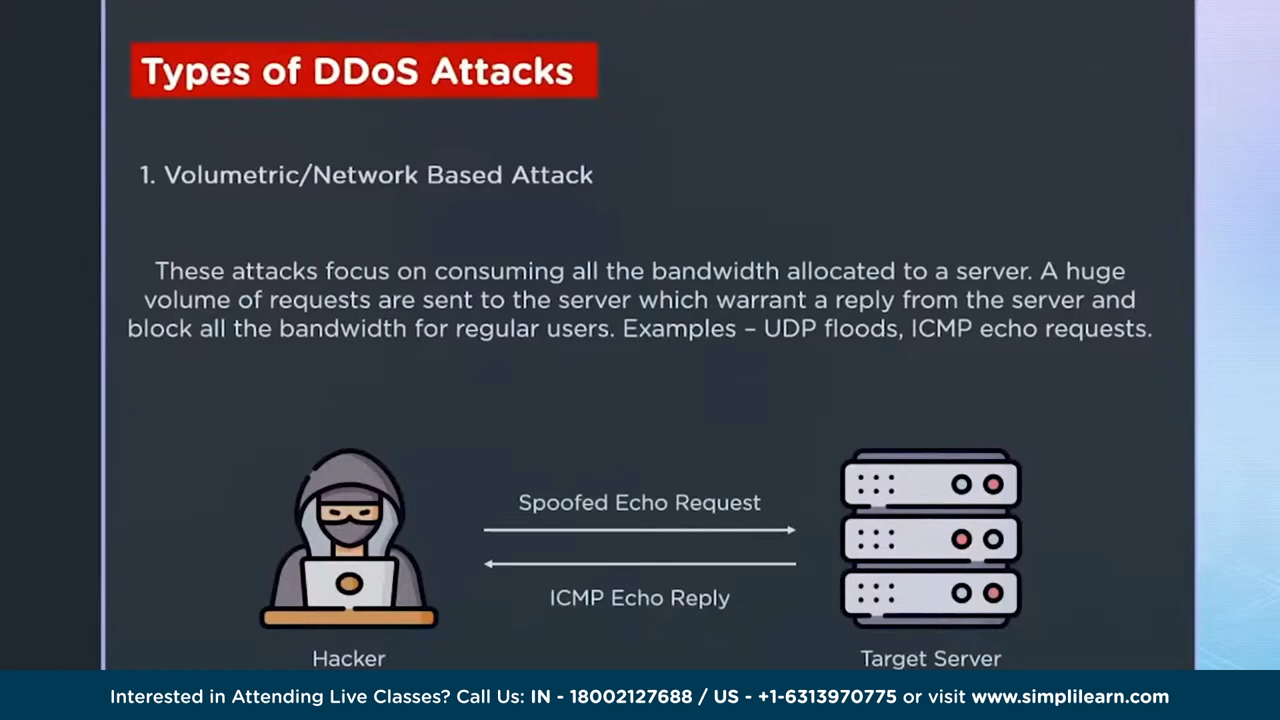 Types of DDoS Attacks
1. Volumetric/Network Based Attack
These attacks focus on consuming all the bandwidth allocated to a server. A huge
volume of requests are sent to the server which warrant a reply from the server and
block all the bandwidth for regular users. Examples – UDP floods, ICMP echo requests.
Spoofed Echo Request
ICMP Echo Reply
Hacker
Target Server
Interested in Attending Live Classes? Call Us: IN - 18002127688 / US - +1-6313970775 or visit www.simplilearn.com